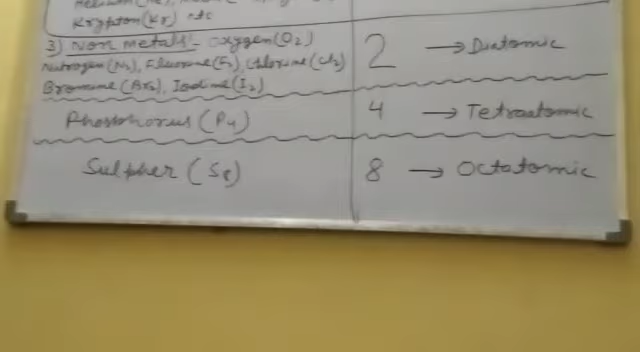 Krypton(Kr) etc
3) Non metals - oxygen(O₂) 2 → Diatomic
Nitrogen(N₂), Fluorine(F₂), Chlorine(Cl₂)
Bromine(Br₂), Iodine(I₂)
Phosphorus(P₄) 4 → Tetraatomic
Sulpher(S₈) 8 → Octatomic